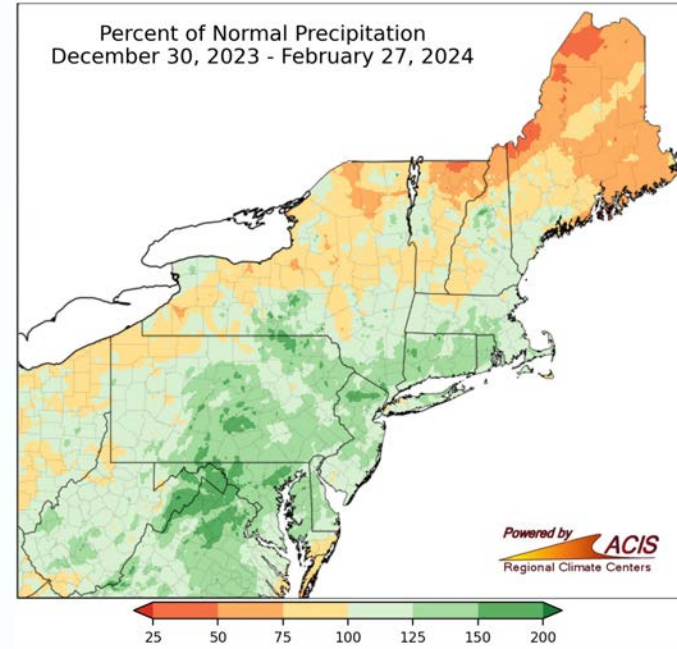 Percent of Normal Precipitation
December 30, 2023 - February 27, 2024
Powered by
ACIS
Regional Climate Centers
25 50 75 100 125 150 200